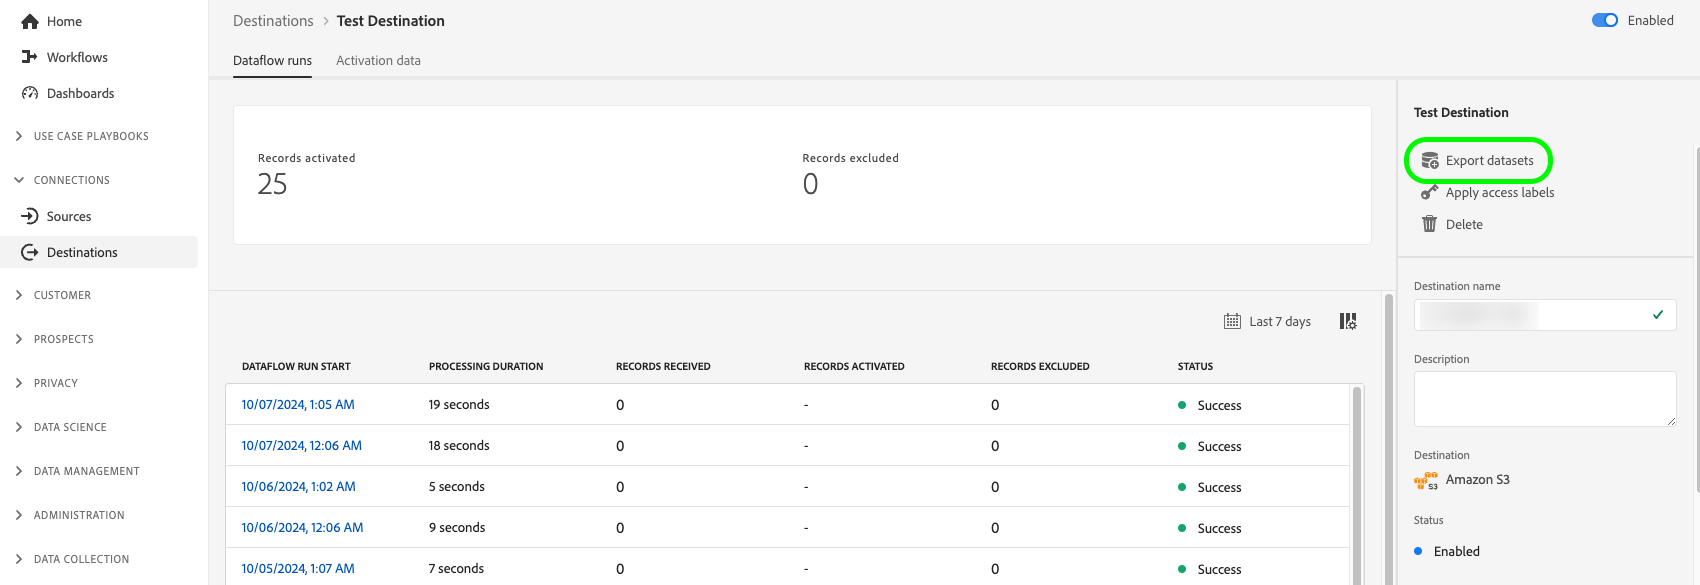 Home
Workflows
Dashboards
USE CASE PLAYBOOKS
CONNECTIONS
Sources
Destinations
CUSTOMER
PROSPECTS
PRIVACY
DATA SCIENCE
DATA MANAGEMENT
ADMINISTRATION
DATA COLLECTION
Destinations > Test Destination
Enabled
Dataflow runs Activation data
Records activated
25
Records excluded
0
Last 7 days
DATAFLOW RUN START PROCESSING DURATION RECORDS RECEIVED RECORDS ACTIVATED RECORDS EXCLUDED STATUS
10/07/2024, 1:05 AM 19 seconds 0 - 0 Success
10/07/2024, 12:06 AM 18 seconds 0 - 0 Success
10/06/2024, 1:02 AM 5 seconds 0 - 0 Success
10/06/2024, 12:06 AM 9 seconds 0 - 0 Success
10/05/2024, 1:07 AM 7 seconds 0 - 0 Success
Test Destination
Export datasets
Apply access labels
Delete
Destination name
Description
Destination
S3 Amazon S3
Status
Enabled